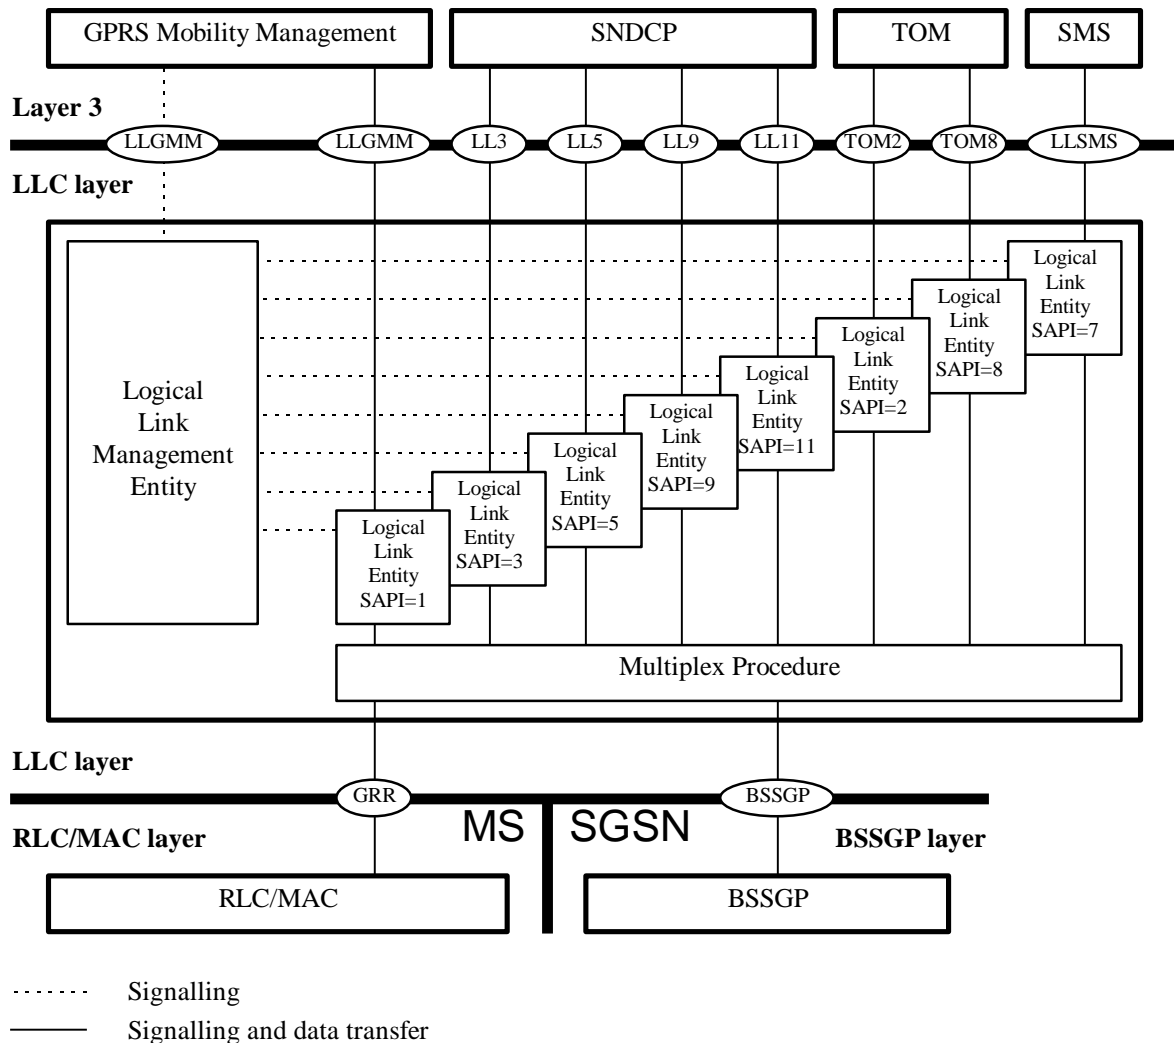 GPRS Mobility Management
SNDCP
TOM
SMS
Layer 3
LLGMM
LLGMM
LL3
LL5
LL9
LL11
TOM2
TOM8
LLSMS
LLC layer
Logical
Link
Management
Entity
Logical
Link
Entity
SAPI=1
Logical
Link
Entity
SAPI=3
Logical
Link
Entity
SAPI=5
Logical
Link
Entity
SAPI=9
Logical
Link
Entity
SAPI=11
Logical
Link
Entity
SAPI=2
Logical
Link
Entity
SAPI=8
Logical
Link
Entity
SAPI=7
Multiplex Procedure
LLC layer
GRR
BSSGP
MS
SGSN
RLC/MAC layer
BSSGP layer
RLC/MAC
BSSGP
Signalling
Signalling and data transfer